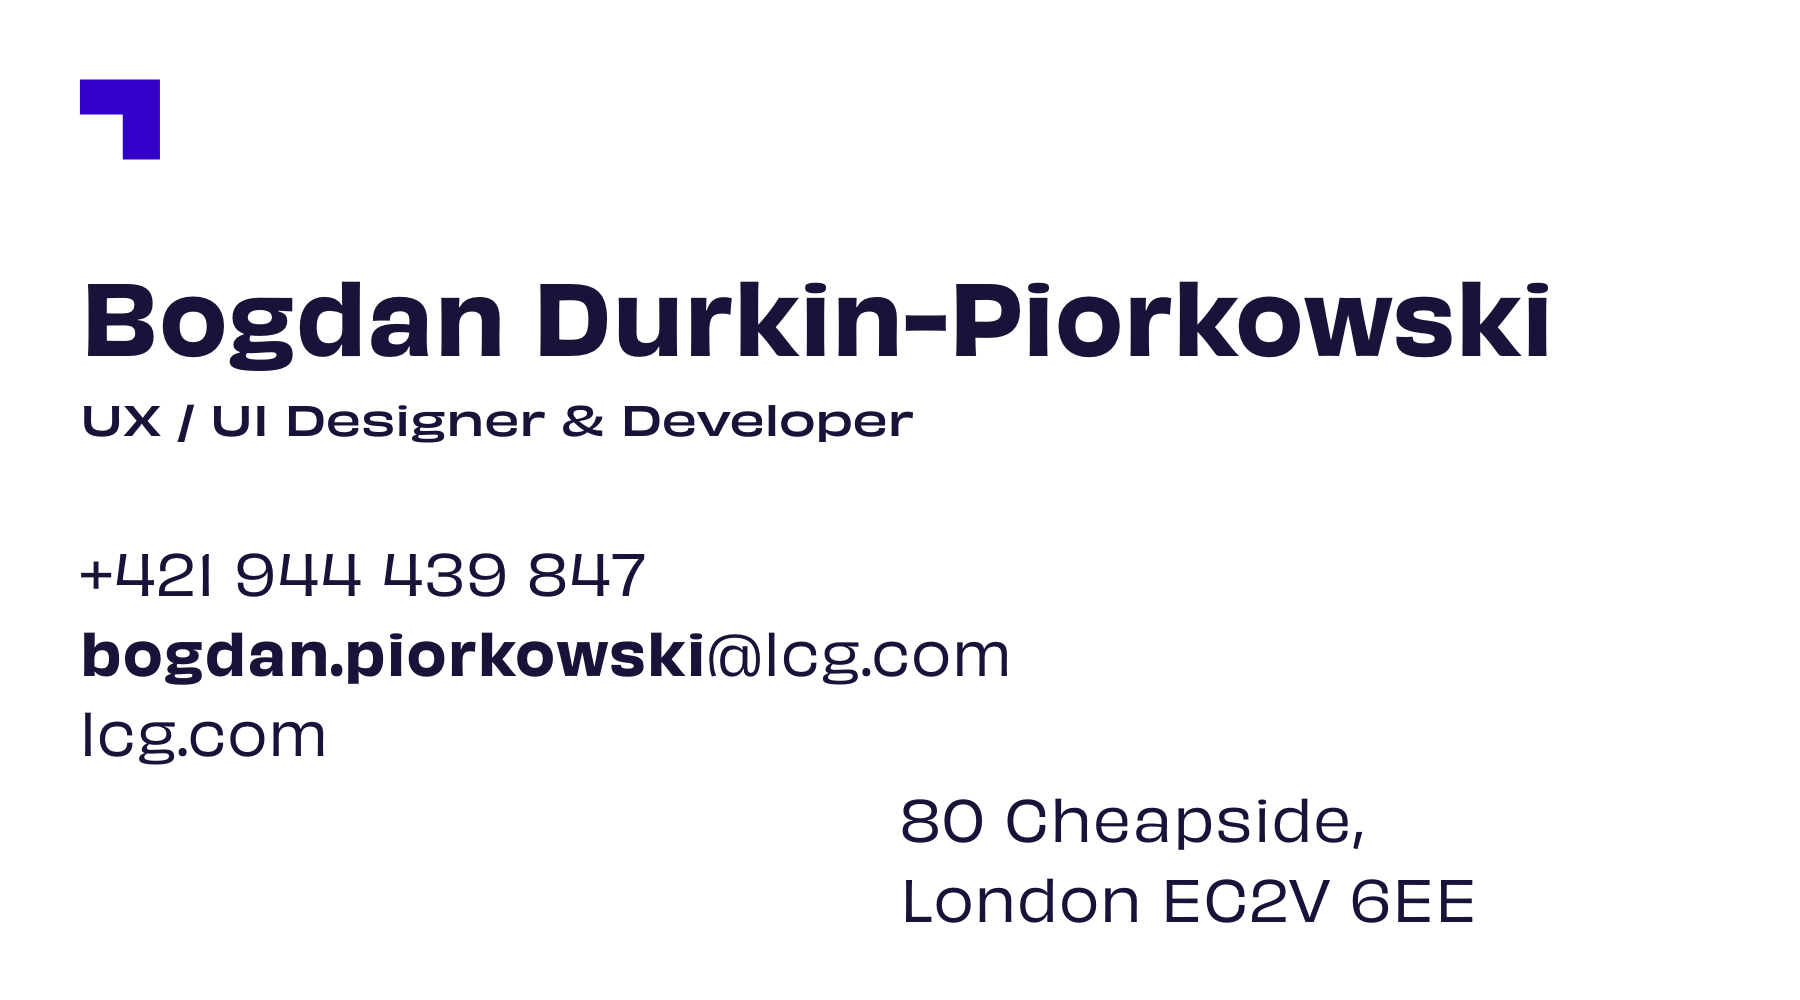 Bogdan Durkin-Piorkowski
UX / UI Designer & Developer
+421 944 439 847
bogdan.piorkowski@lcg.com
lcg.com
80 Cheapside,
London EC2V 6EE